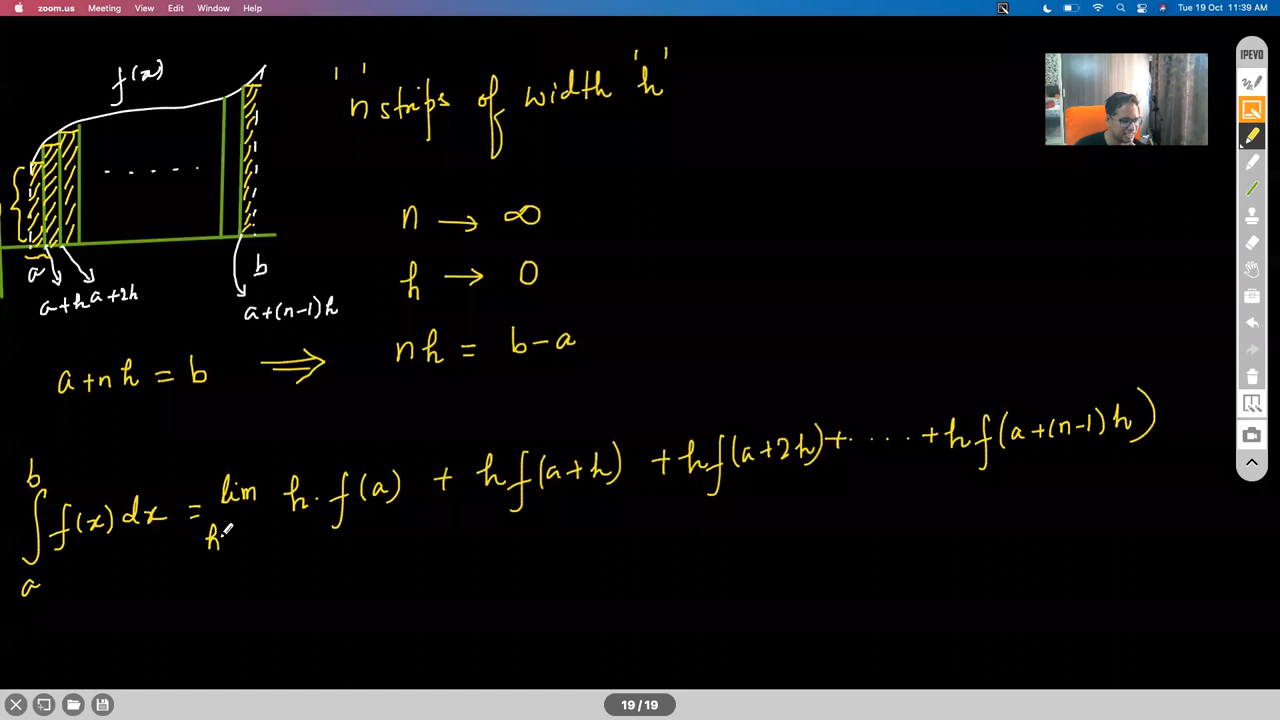 zoom.us Meeting View Edit Window Help Tue 19 Oct 11:39 AM
IPEVO
f(x)
'n' strips of width 'h'
n → ∞
h → 0
a b
a+h a+2h a+(n-1)h
a+nh = b ⟹ nh = b-a
∫_a^b f(x) dx = lim h. f(a) + hf(a+h) + hf(a+2h) + ..... + hf(a+(n-1)h)
h
19 / 19